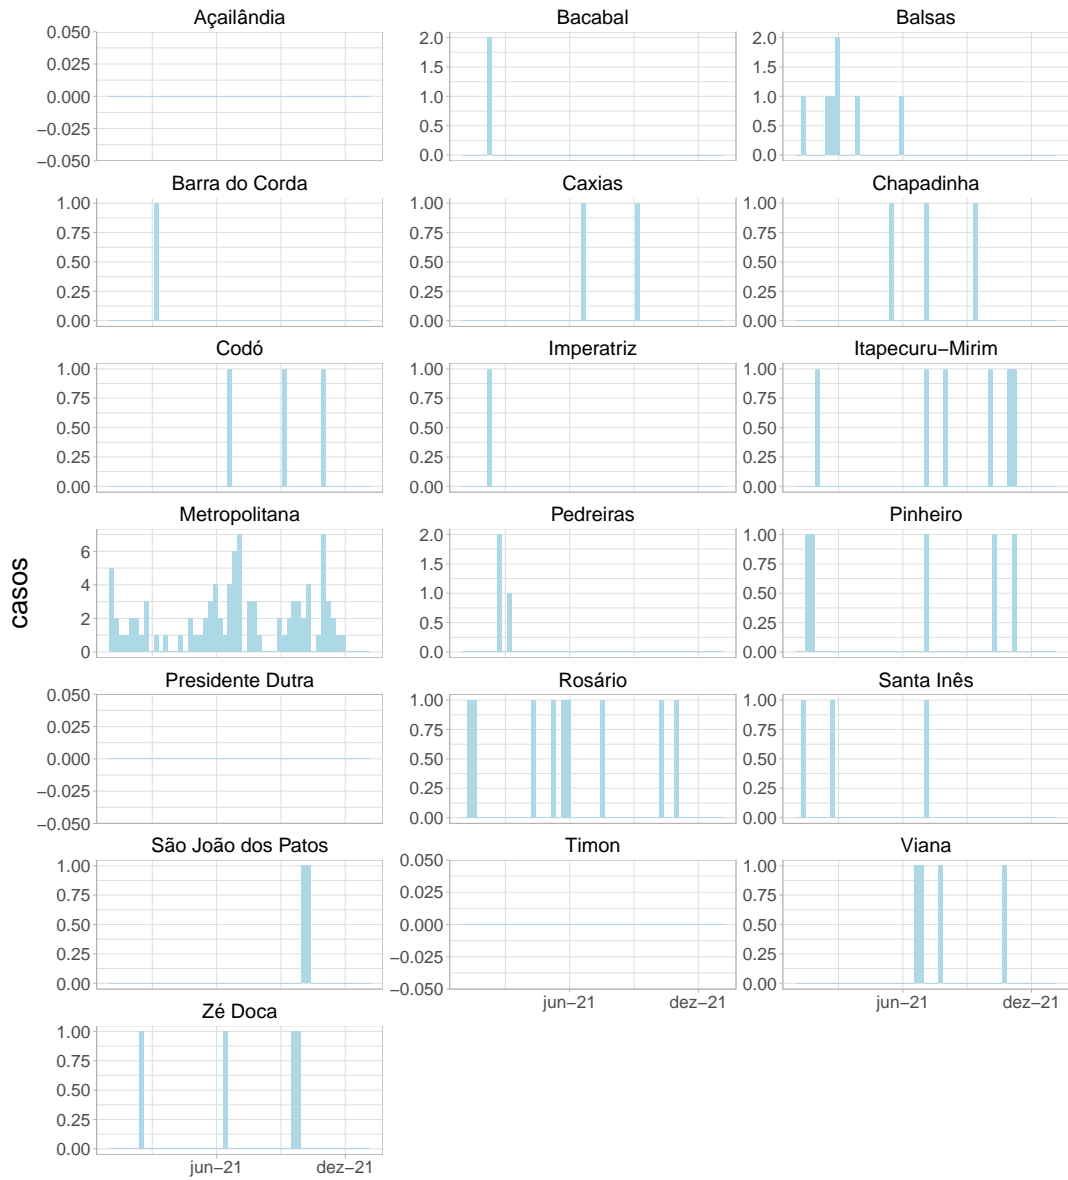 Açailândia Bacabal Balsas
0.050 2.0 2.0
0.025 1.5 1.5
0.000 1.0 1.0
−0.025 0.5 0.5
−0.050 0.0 0.0
Barra do Corda Caxias Chapadinha
1.00 1.00 1.00
0.75 0.75 0.75
0.50 0.50 0.50
0.25 0.25 0.25
0.00 0.00 0.00
Codó Imperatriz Itapecuru−Mirim
1.00 1.00 1.00
0.75 0.75 0.75
0.50 0.50 0.50
0.25 0.25 0.25
0.00 0.00 0.00
Metropolitana Pedreiras Pinheiro
6 2.0 1.00
4 1.5 0.75
2 1.0 0.50
0 0.5 0.25
0.0 0.00
casos
Presidente Dutra Rosário Santa Inês
0.050 1.00 1.00
0.025 0.75 0.75
0.000 0.50 0.50
−0.025 0.25 0.25
−0.050 0.00 0.00
São João dos Patos Timon Viana
1.00 0.050 1.00
0.75 0.025 0.75
0.50 0.000 0.50
0.25 −0.025 0.25
0.00 −0.050 0.00
jun−21 dez−21 jun−21 dez−21
Zé Doca
1.00
0.75
0.50
0.25
0.00
jun−21 dez−21